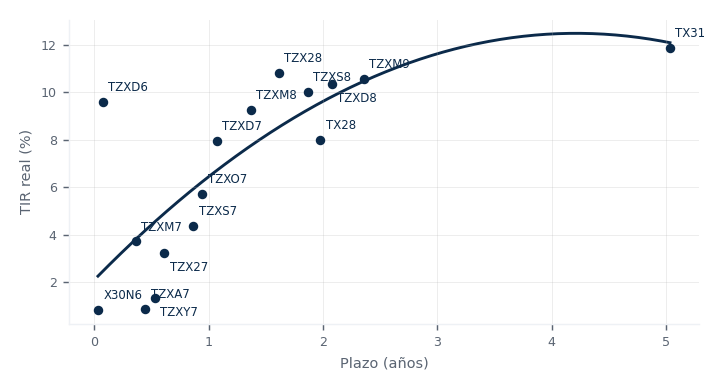 TX31
12
TZX28
TZXM9
TZXD6
TZXS8
10
TZXM8
TZXD8
TZXD7
TX28
8
TIR real (%)
TZXO7
6
TZXS7
TZXM7
4
TZX27
2
X30N6
TZXA7
TZXY7
0 1 2 3 4 5
Plazo (años)